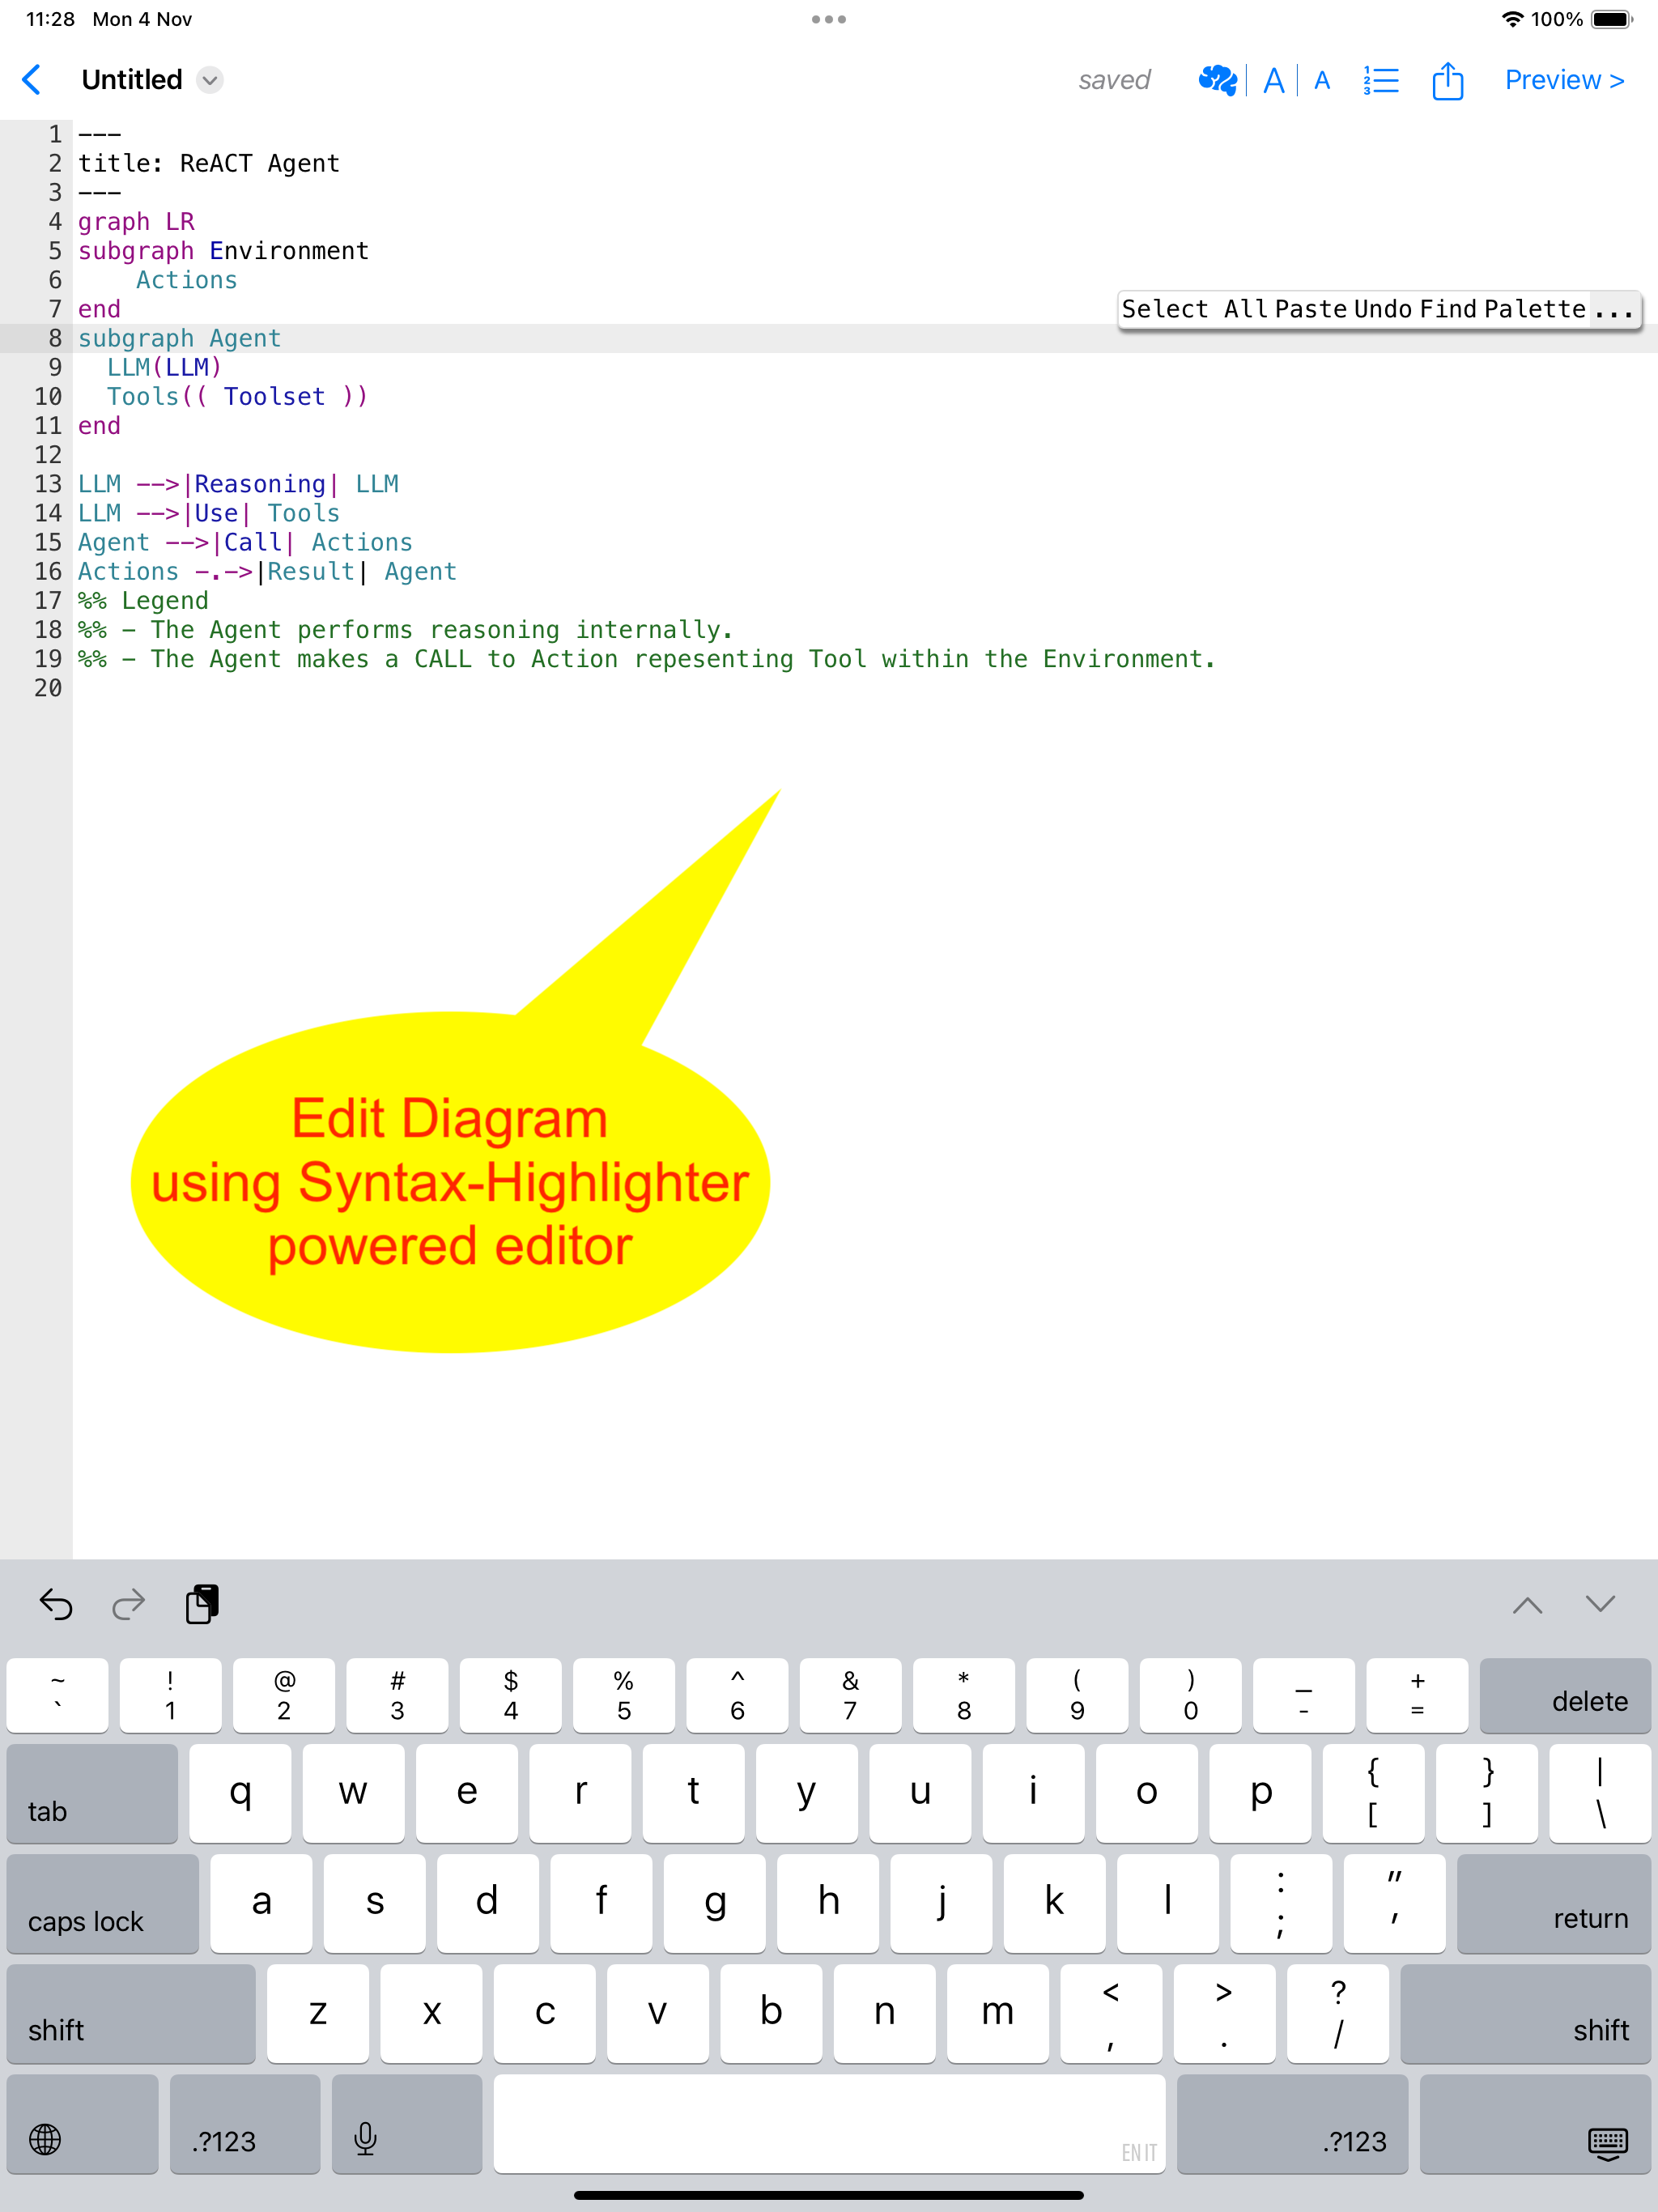 11:28 Mon 4 Nov
100%
Untitled
saved
A A
1
2
3
Preview >
1 ---
2 title: ReACT Agent
3 ---
4 graph LR
5 subgraph Environment
6     Actions
7 end
Select All Paste Undo Find Palette ...
8 subgraph Agent
9   LLM(LLM)
10   Tools(( Toolset ))
11 end
12
13 LLM -->|Reasoning| LLM
14 LLM -->|Use| Tools
15 Agent -->|Call| Actions
16 Actions -.->|Result| Agent
17 %% Legend
18 %% - The Agent performs reasoning internally.
19 %% - The Agent makes a CALL to Action repesenting Tool within the Environment.
20
Edit Diagram
using Syntax-Highlighter
powered editor
~ ! @ # $ % ^ & * ( ) _ +
` 1 2 3 4 5 6 7 8 9 0 - = delete
tab q w e r t y u i o p { [ } ] | \
caps lock a s d f g h j k l : ; " ' return
shift z x c v b n m < , > . ? / shift
.?123 EN IT .?123